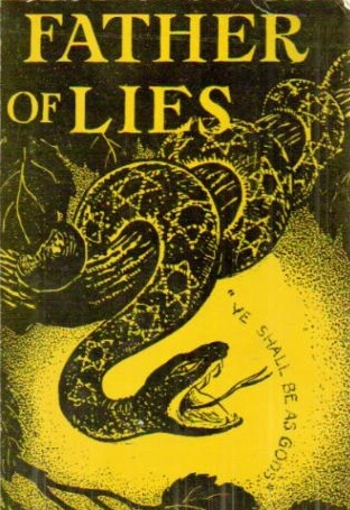 FATHER
OF LIES
"YE SHALL BE AS GODS"